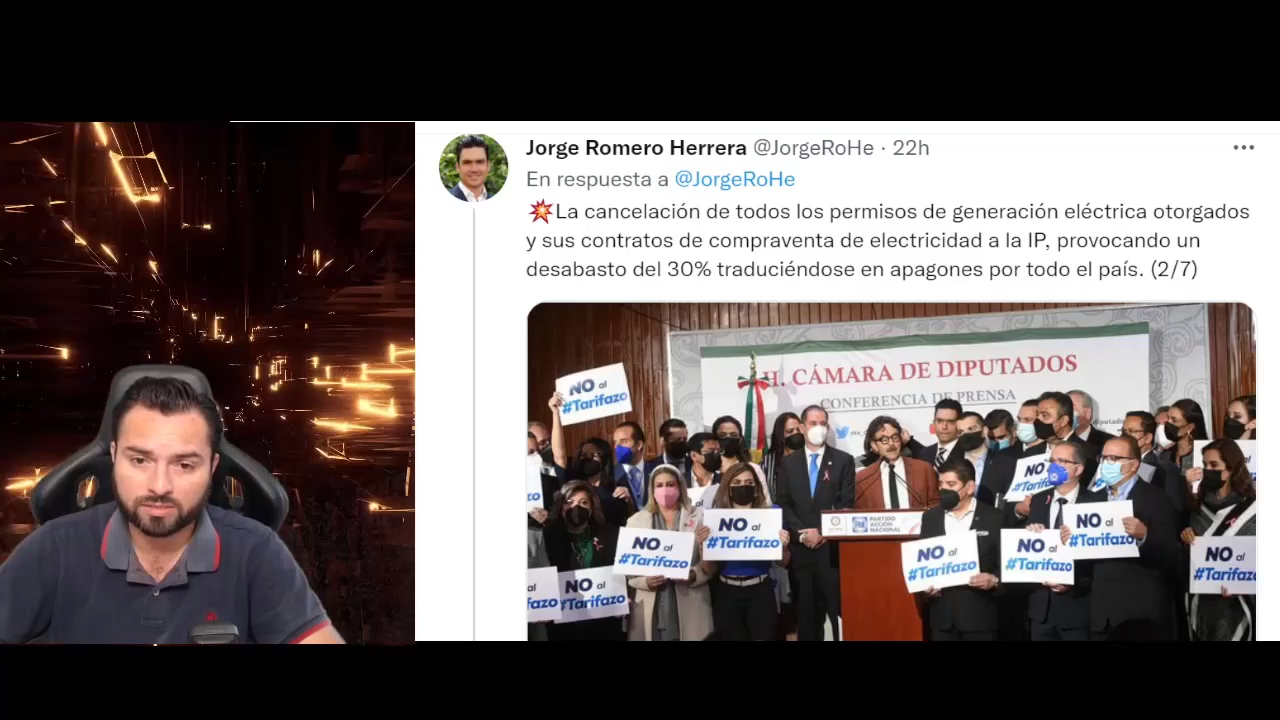 Jorge Romero Herrera @JorgeRoHe · 22h
En respuesta a @JorgeRoHe
💥La cancelación de todos los permisos de generación eléctrica otorgados
y sus contratos de compraventa de electricidad a la IP, provocando un
desabasto del 30% traduciéndose en apagones por todo el país. (2/7)
H. CÁMARA DE DIPUTADOS
CONFERENCIA DE PRENSA
NO al
#Tarifazo
PARTIDO
ACCIÓN
NACIONAL
NO al
#Tarifazo
NO al
#Tarifazo
NO al
#Tarifazo
NO al
#Tarifazo
NO al
#Tarifazo
NO al
#Tarifazo
NO al
#Tarifazo
NO al
#Tarifazo